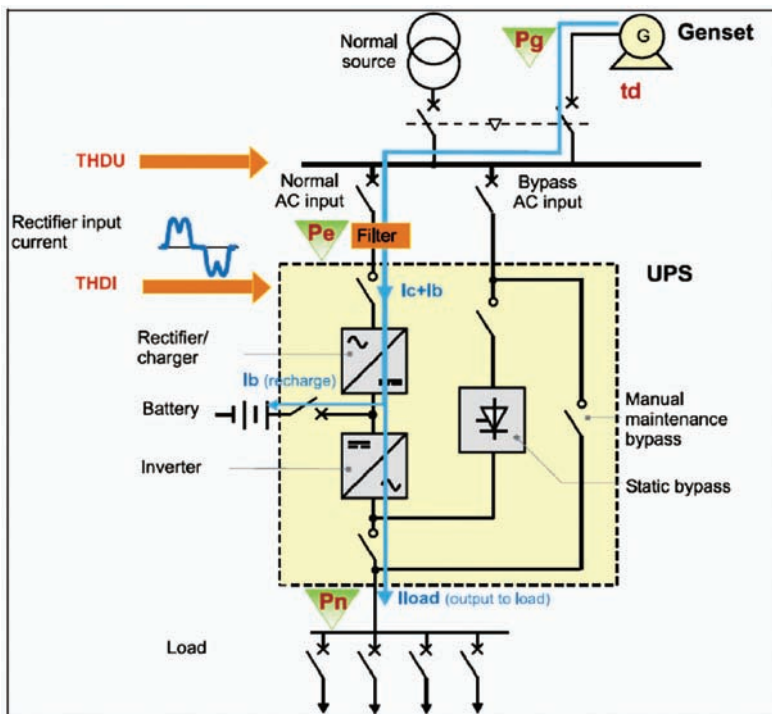 Normal
source
Pg
G
Genset
td
THDU
Normal
AC input
Bypass
AC input
Rectifier input
current
Pe
Filter
THDI
UPS
Ic+Ib
Rectifier/
charger
Ib (recharge)
Battery
Manual
maintenance
bypass
Inverter
Static bypass
Pn
Iload (output to load)
Load